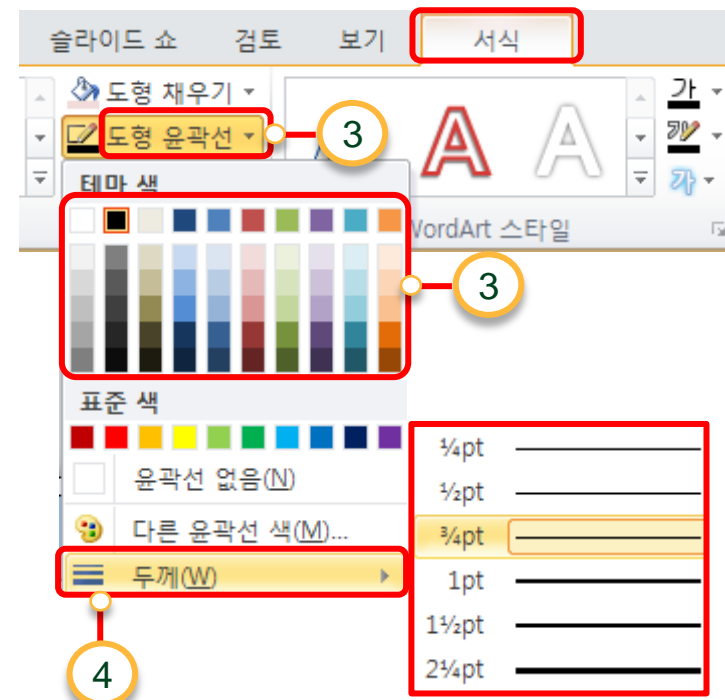 슬라이드 쇼 검토 보기 서식
도형 채우기 가
도형 윤곽선 3 A A 가
테마 색 가
WordArt 스타일
3
표준 색
윤곽선 없음(N)
다른 윤곽선 색(M)...
두께(W)
¼pt
½pt
¾pt
1pt
1½pt
2¼pt
4